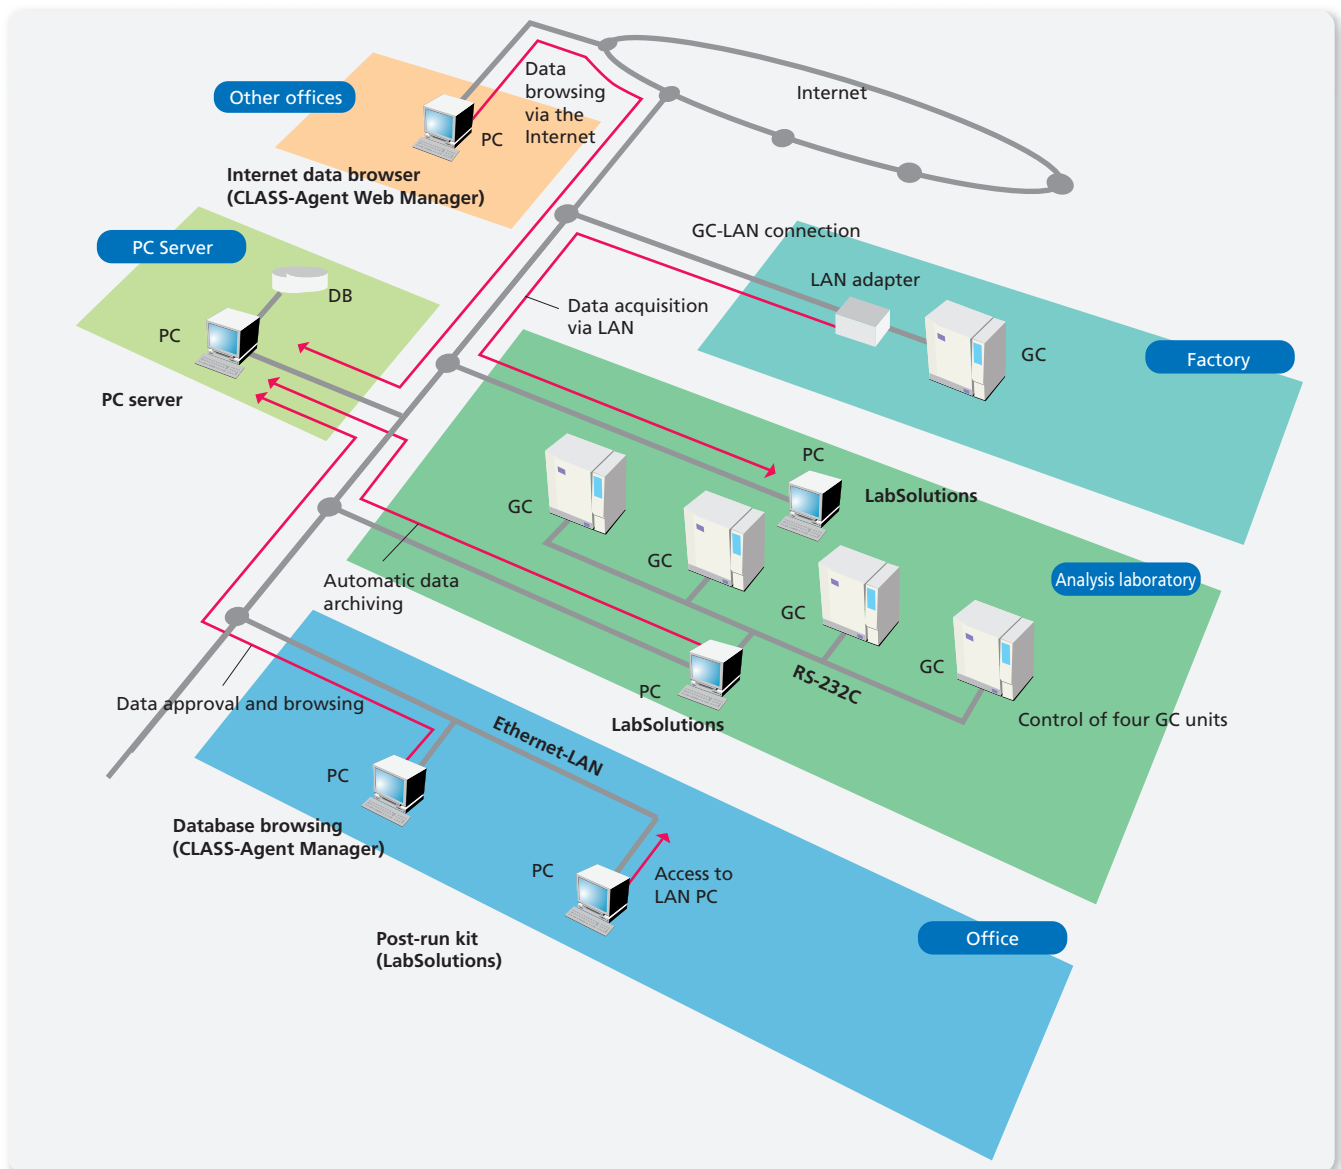 Other offices
Data
browsing
via the
Internet
PC
Internet
Internet data browser
(CLASS-Agent Web Manager)
PC Server
DB
PC
PC server
GC-LAN connection
LAN adapter
GC
Factory
Data acquisition
via LAN
PC
LabSolutions
GC
GC
GC
GC
Analysis laboratory
Automatic data
archiving
RS-232C
PC
LabSolutions
Control of four GC units
Data approval and browsing
Ethernet-LAN
PC
Database browsing
(CLASS-Agent Manager)
PC
Access to
LAN PC
Post-run kit
(LabSolutions)
Office